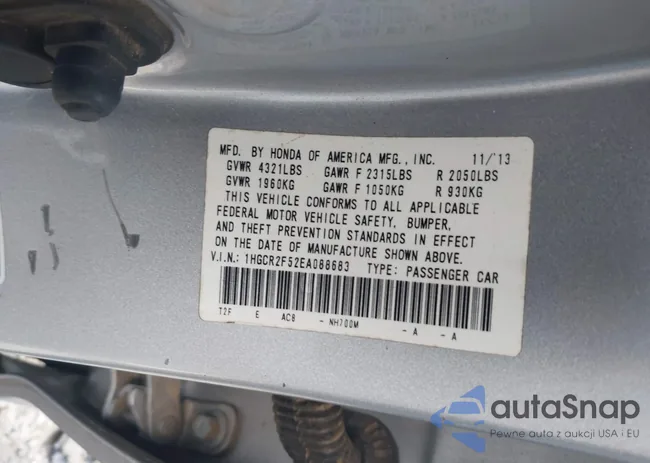 MFD. BY HONDA OF AMERICA MFG., INC. 11/'13
GVWR 4321LBS GAWR F 2315LBS R 2050LBS
GVWR 1960KG GAWR F 1050KG R 930KG
THIS VEHICLE CONFORMS TO ALL APPLICABLE
FEDERAL MOTOR VEHICLE SAFETY, BUMPER,
AND THEFT PREVENTION STANDARDS IN EFFECT
ON THE DATE OF MANUFACTURE SHOWN ABOVE.
V.I.N.: 1HGCR2F52EA088683 TYPE: PASSENGER CAR
T2F E AC8 - NH700M - A - A
autaSnap
Pewne auta z aukcji USA i EU